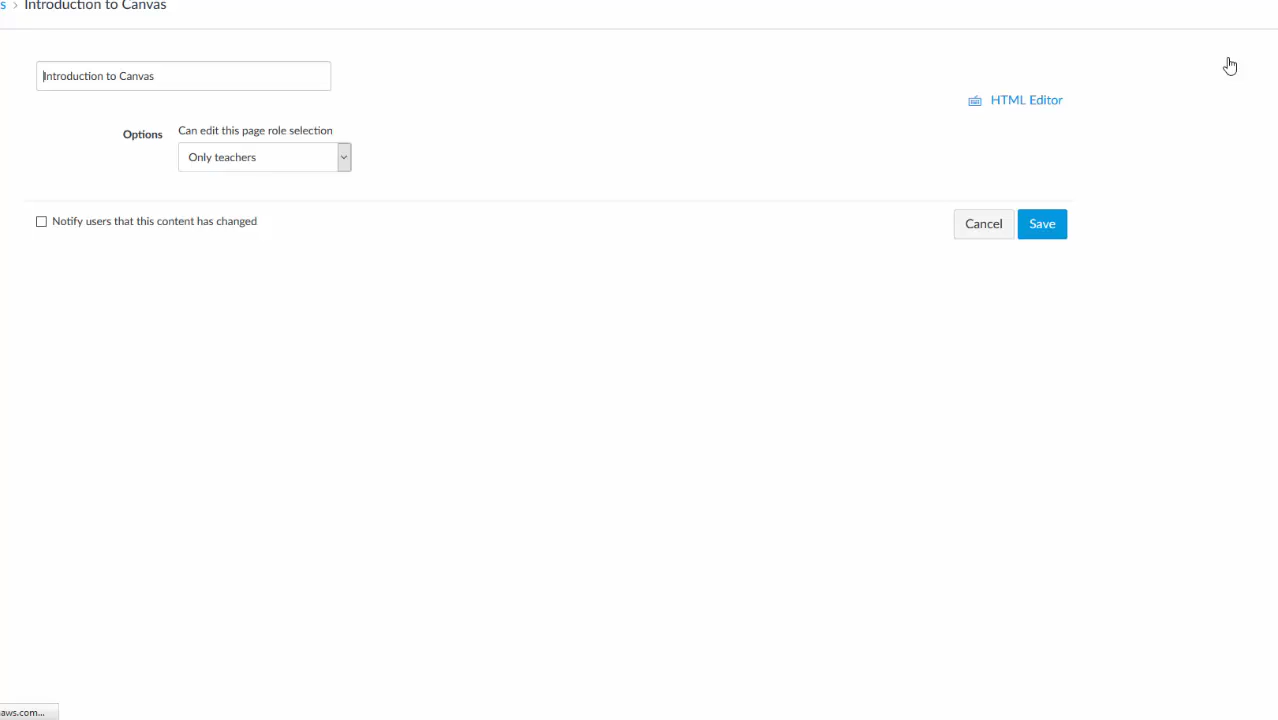 s > Introduction to Canvas
Introduction to Canvas
HTML Editor
Options
Can edit this page role selection
Only teachers
Notify users that this content has changed
Cancel
Save
aws.com...